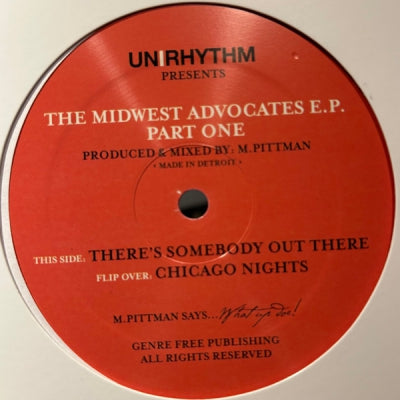 UNIRHYTHM
PRESENTS
THE MIDWEST ADVOCATES E.P.
PART ONE
PRODUCED & MIXED BY: M.PITTMAN
• MADE IN DETROIT •
THIS SIDE: THERE'S SOMEBODY OUT THERE
FLIP OVER: CHICAGO NIGHTS
M.PITTMAN SAYS...What up doe!
GENRE FREE PUBLISHING
ALL RIGHTS RESERVED